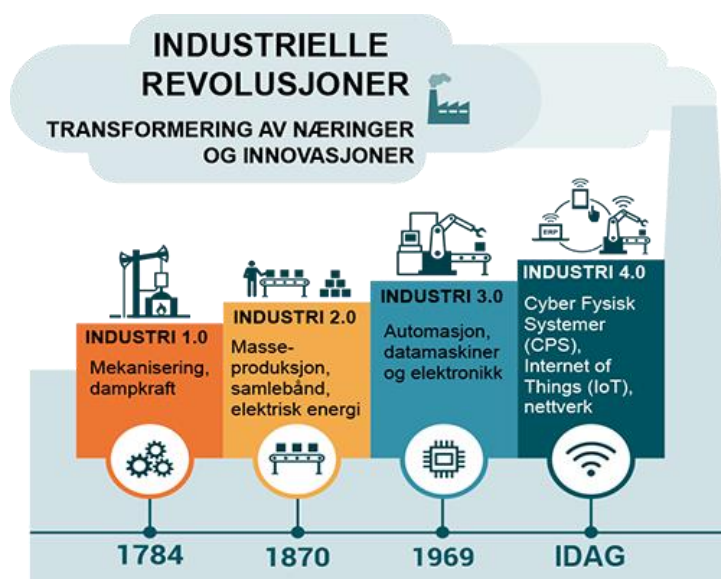 INDUSTRIELLE
REVOLUSJONER
TRANSFORMERING AV NÆRINGER
OG INNOVASJONER
INDUSTRI 1.0
Mekanisering,
dampkraft
INDUSTRI 2.0
Masse-
produksjon,
samlebånd,
elektrisk energi
INDUSTRI 3.0
Automasjon,
datamaskiner
og elektronikk
ERP
INDUSTRI 4.0
Cyber Fysisk
Systemer
(CPS),
Internet of
Things (IoT),
nettverk
1784
1870
1969
IDAG